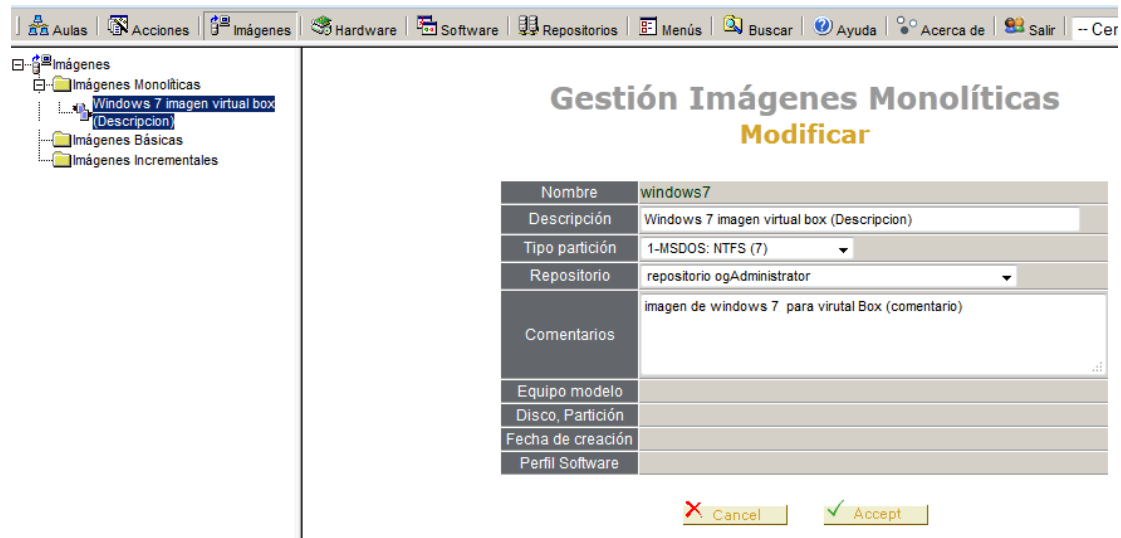 Aulas Acciones Imágenes Hardware Software Repositorios Menús Buscar Ayuda Acerca de Salir -- Cer
Imágenes
Imágenes Monolíticas
Windows 7 imagen virtual box
(Descripcion)
Imágenes Básicas
Imágenes Incrementales
Gestión Imágenes Monolíticas
Modificar
Nombre windows7
Descripción Windows 7 imagen virtual box (Descripcion)
Tipo partición 1-MSDOS: NTFS (7)
Repositorio repositorio ogAdministrator
Comentarios imagen de windows 7 para virutal Box (comentario)
Equipo modelo
Disco, Partición
Fecha de creación
Perfil Software
Cancel Accept